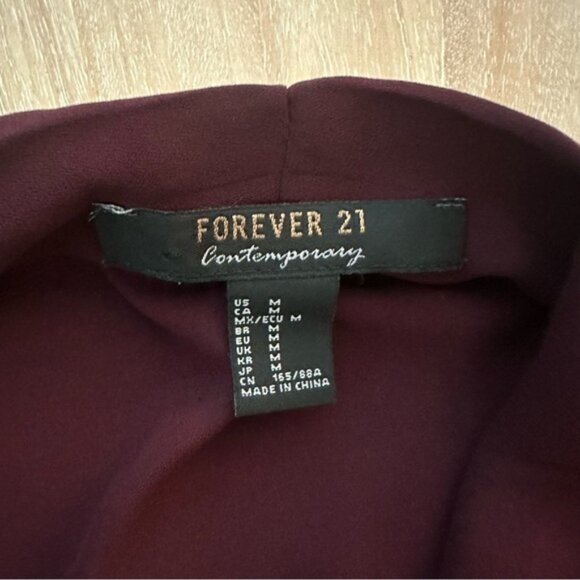 FOREVER 21
Contemporary
US M
CA M
MX/ECU M
BR M
EU M
UK M
KR M
JP M
CN 165/88A
MADE IN CHINA